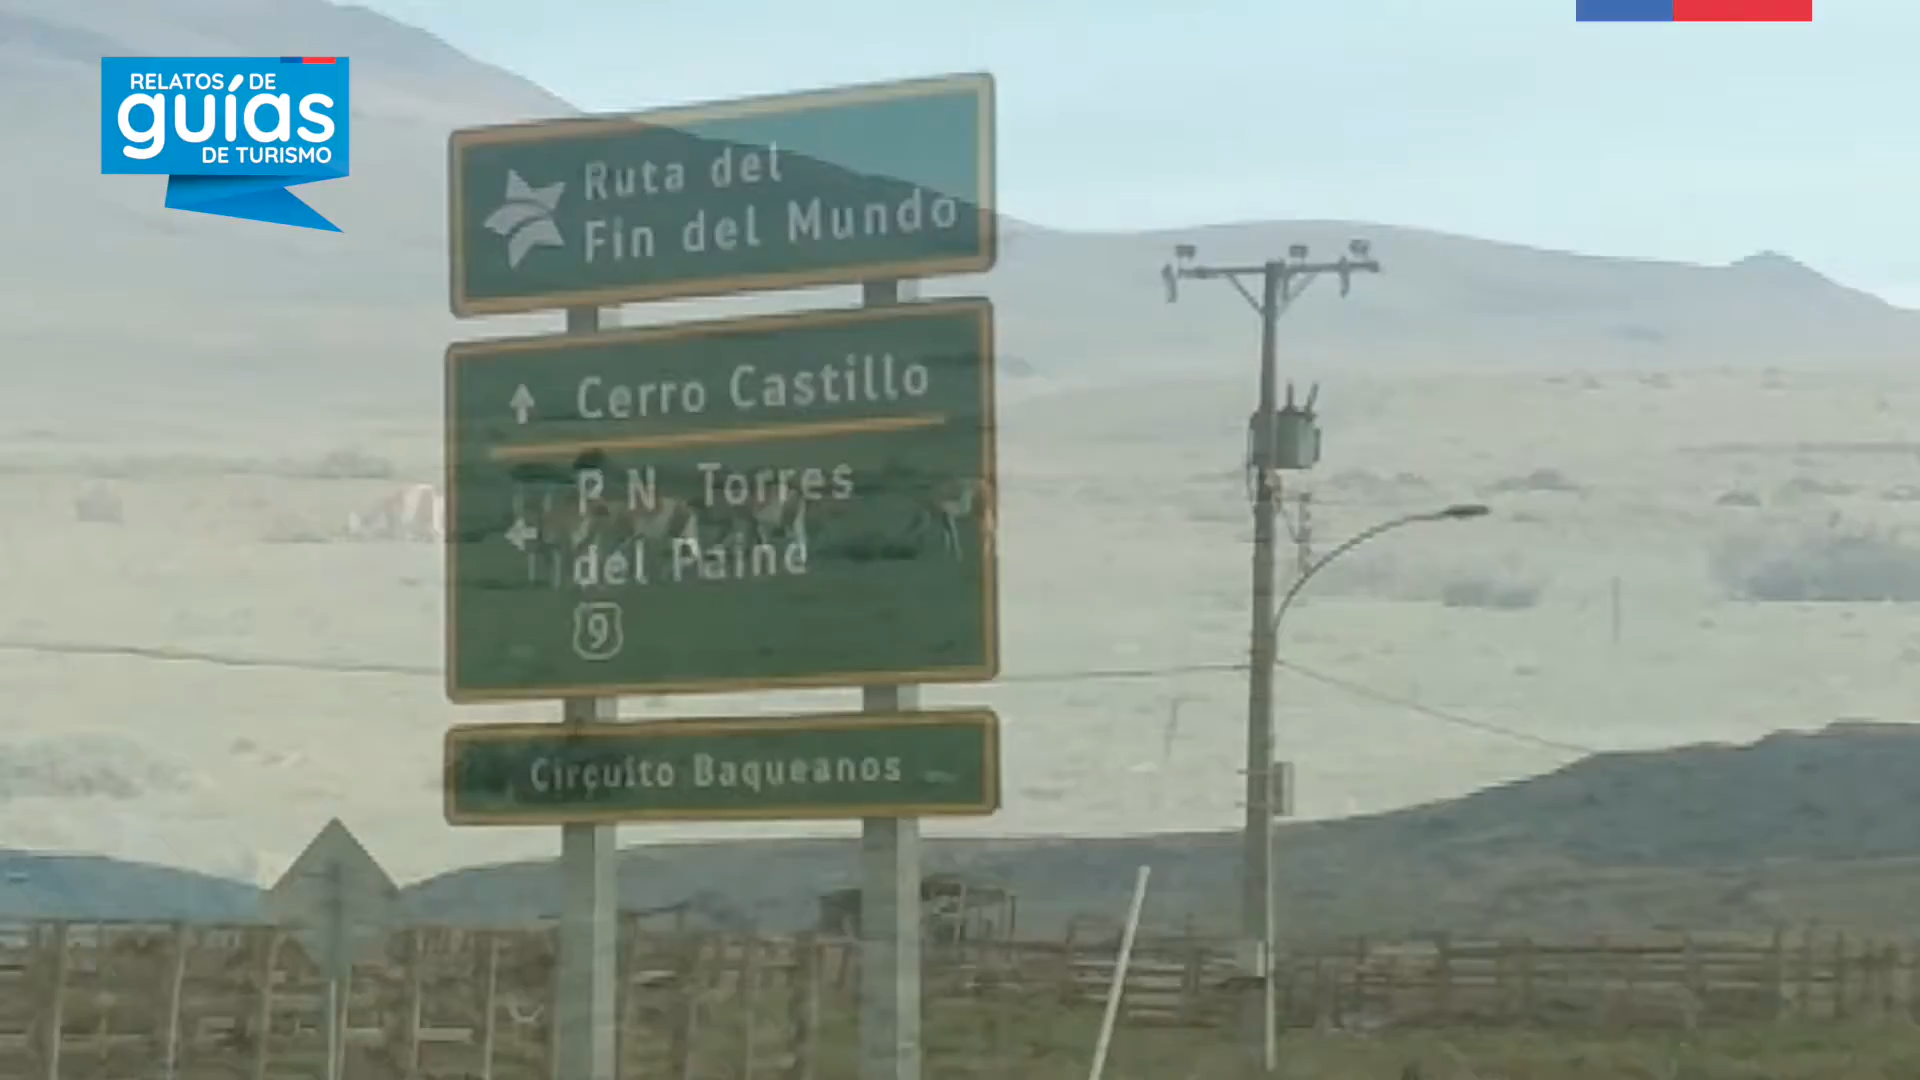 RELATOS DE
guías
DE TURISMO
Ruta del
Fin del Mundo
Cerro Castillo
P. N. Torres
del Paine
9
Circuito Baqueanos